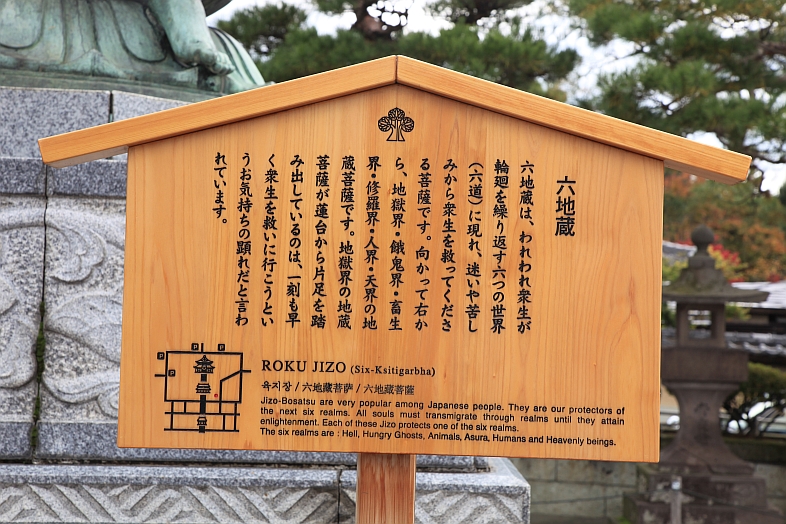 六地蔵
六地蔵は、われわれ衆生が
輪廻を繰り返す六つの世界
（六道）に現れ、迷いや苦し
みから衆生を救ってくださ
る菩薩です。向かって右か
ら、地獄界・餓鬼界・畜生
界・修羅界・人界・天界の地
蔵菩薩です。地獄界の地蔵
菩薩が蓮台から片足を踏
み出しているのは、一刻も早
く衆生を救いに行こうとい
うお気持ちの顕れだと言わ
れています。
ROKU JIZO (Six-Ksitigarbha)
육지장 / 六地藏菩萨 / 六地藏菩薩
Jizo-Bosatsu are very popular among Japanese people. They are our protectors of
the next six realms. All souls must transmigrate through realms until they attain
enlightenment. Each of these Jizo protects one of the six realms.
The six realms are : Hell, Hungry Ghosts, Animals, Asura, Humans and Heavenly beings.
P
P
P
P